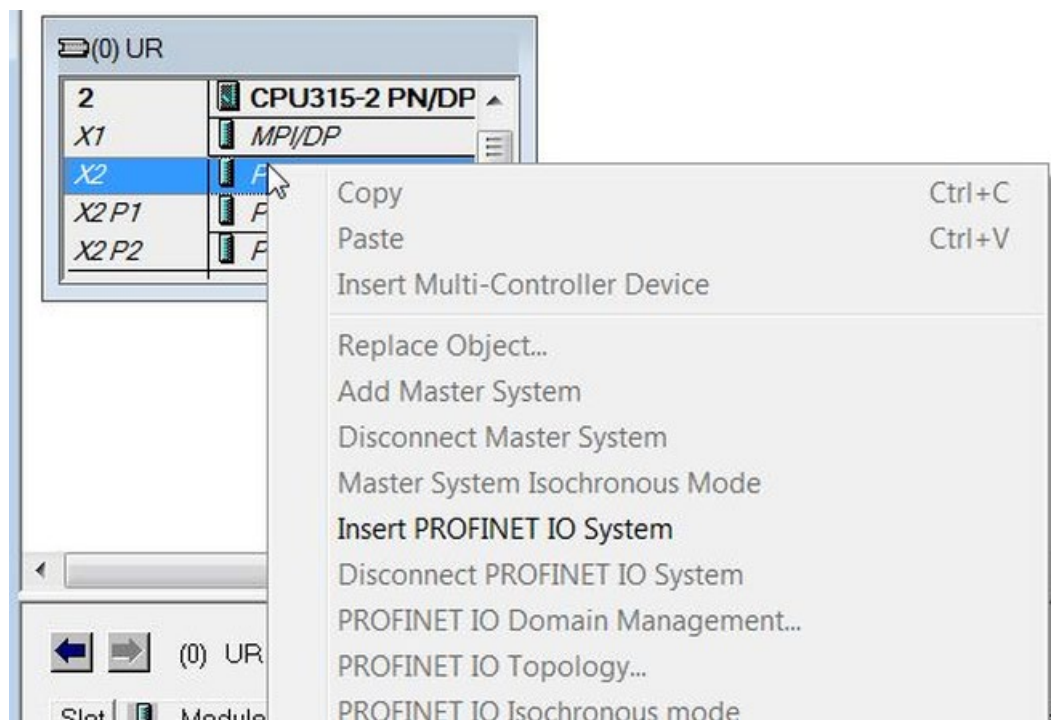 (0) UR
2 CPU315-2 PN/DP
X1 MPI/DP
X2
X2 P1
X2 P2
Copy Ctrl+C
Paste Ctrl+V
Insert Multi-Controller Device
Replace Object...
Add Master System
Disconnect Master System
Master System Isochronous Mode
Insert PROFINET IO System
Disconnect PROFINET IO System
PROFINET IO Domain Management...
PROFINET IO Topology...
PROFINET IO Isochronous mode
(0) UR
Slot Module